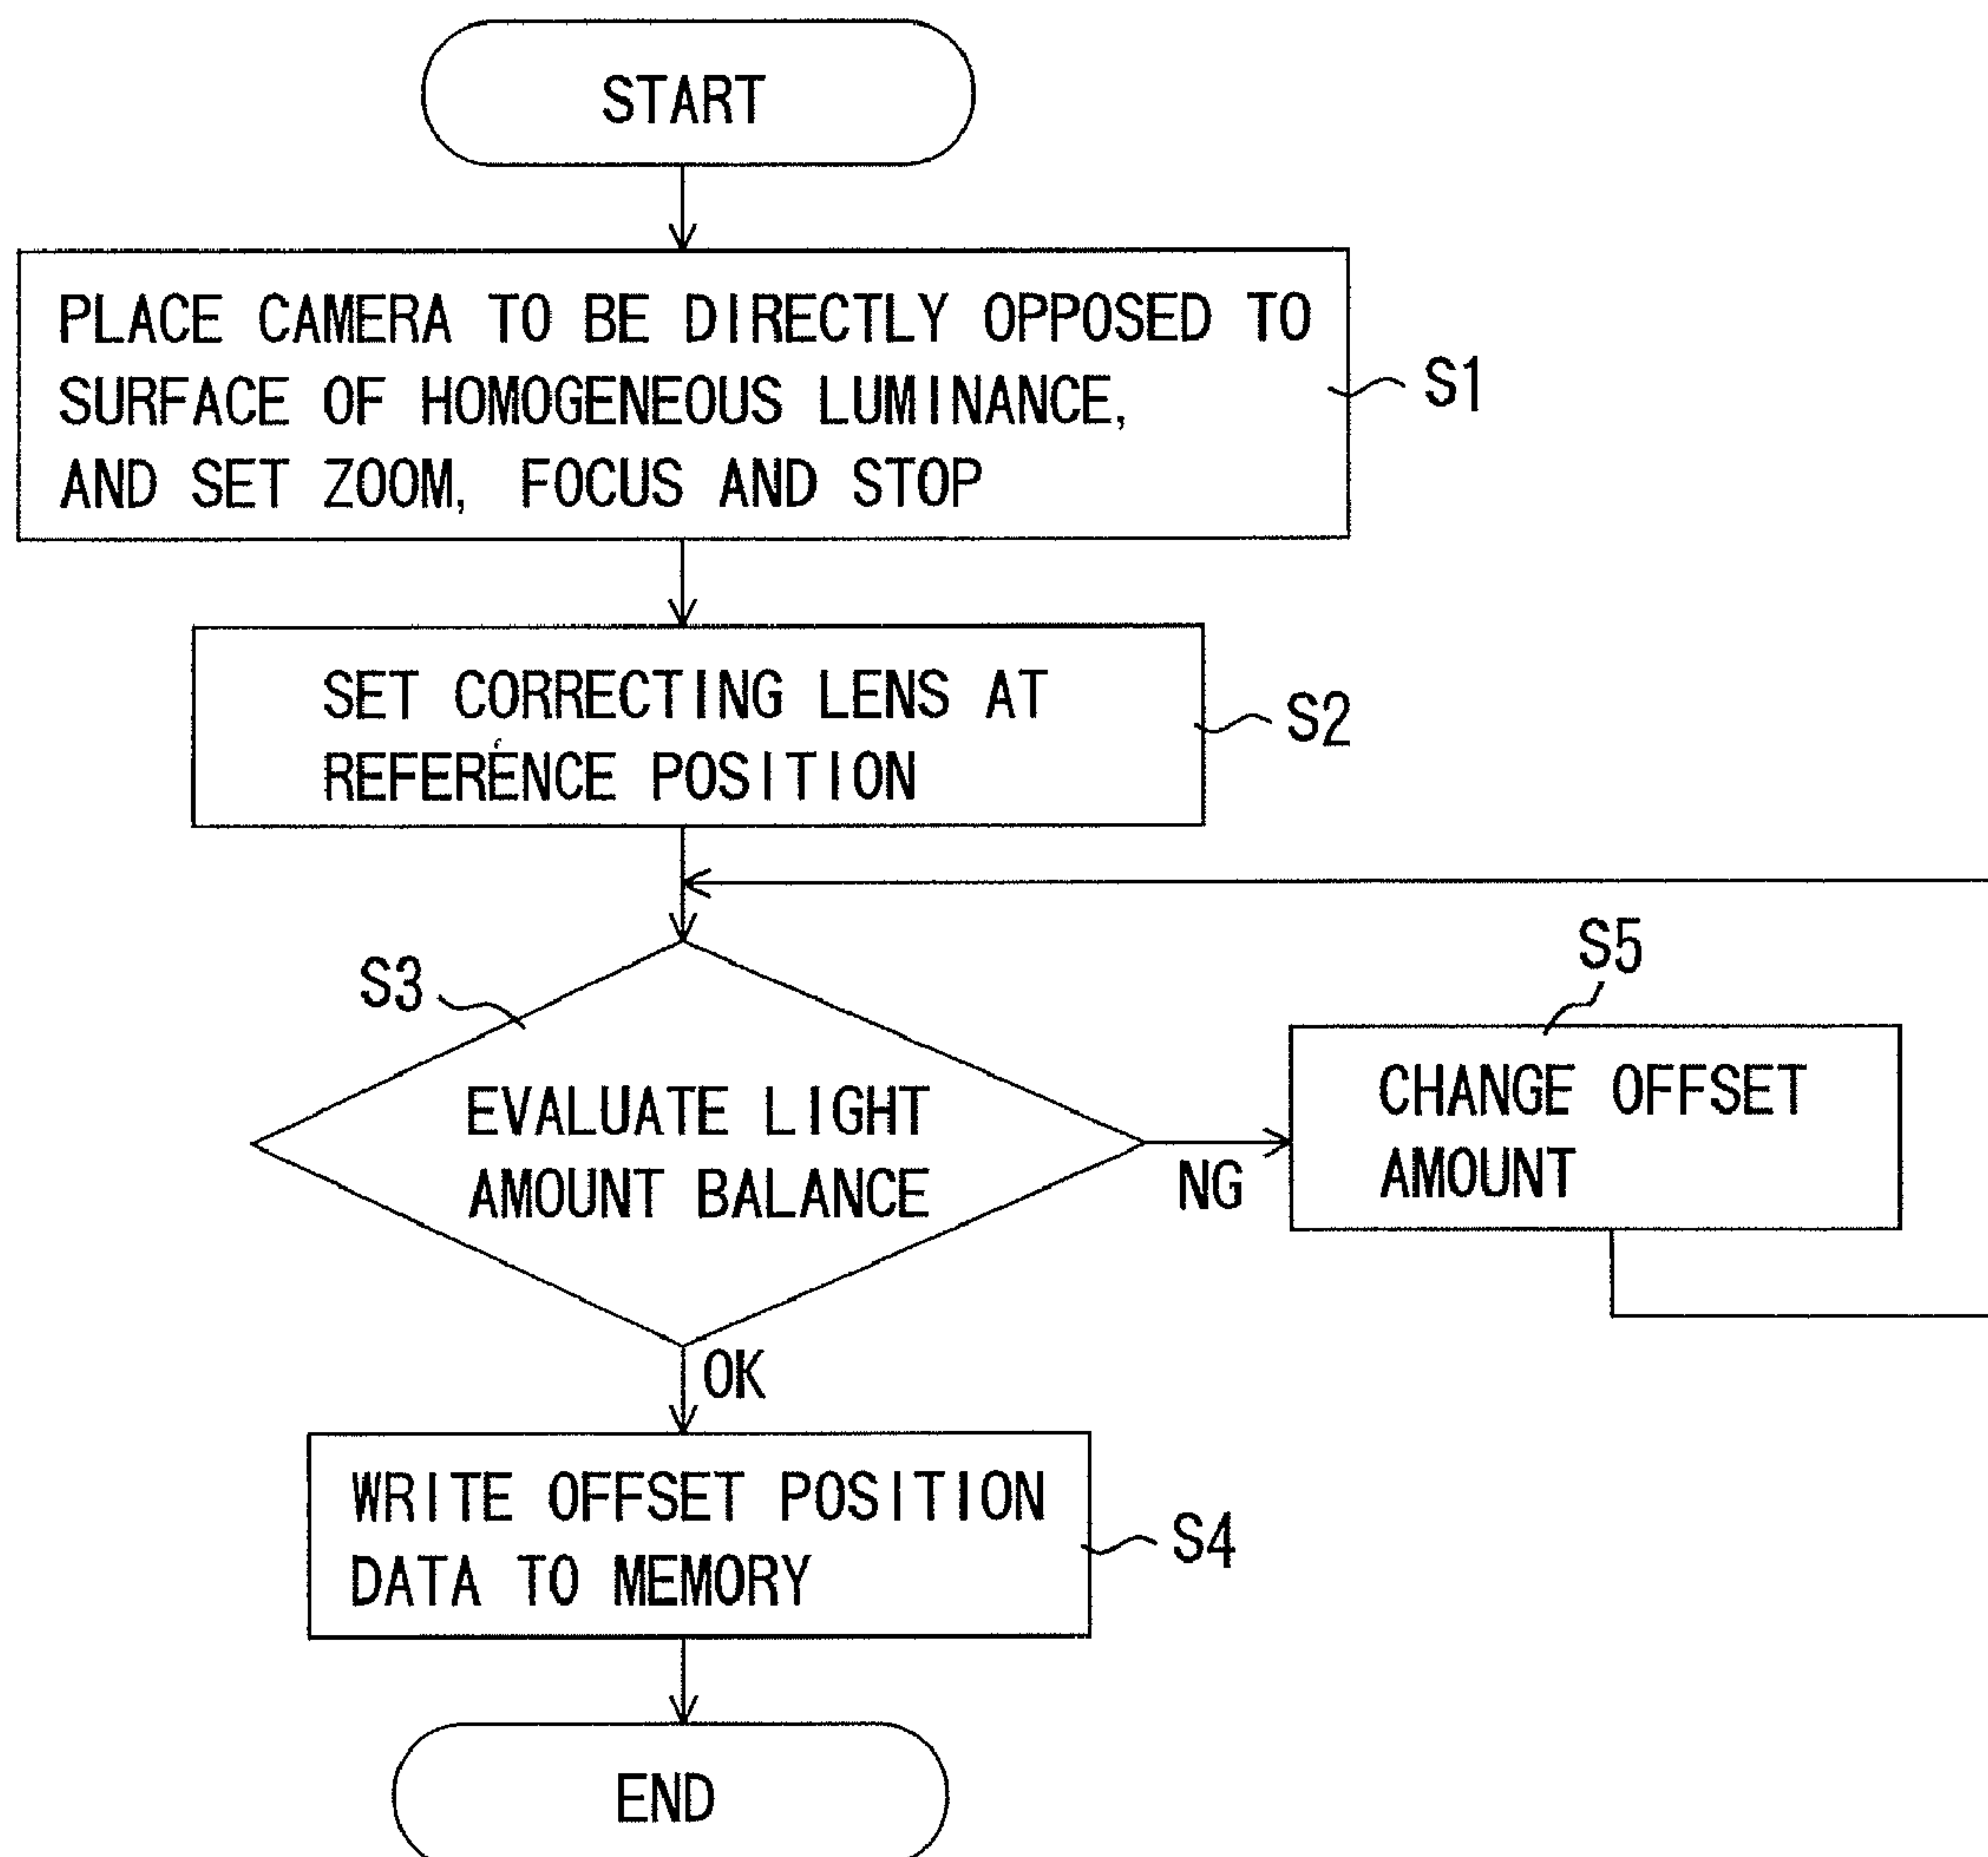 START
PLACE CAMERA TO BE DIRECTLY OPPOSED TO
SURFACE OF HOMOGENEOUS LUMINANCE,
AND SET ZOOM, FOCUS AND STOP
S1
SET CORRECTING LENS AT
REFERENCE POSITION
S2
S3
EVALUATE LIGHT
AMOUNT BALANCE
NG
S5
CHANGE OFFSET
AMOUNT
OK
WRITE OFFSET POSITION
DATA TO MEMORY
S4
END